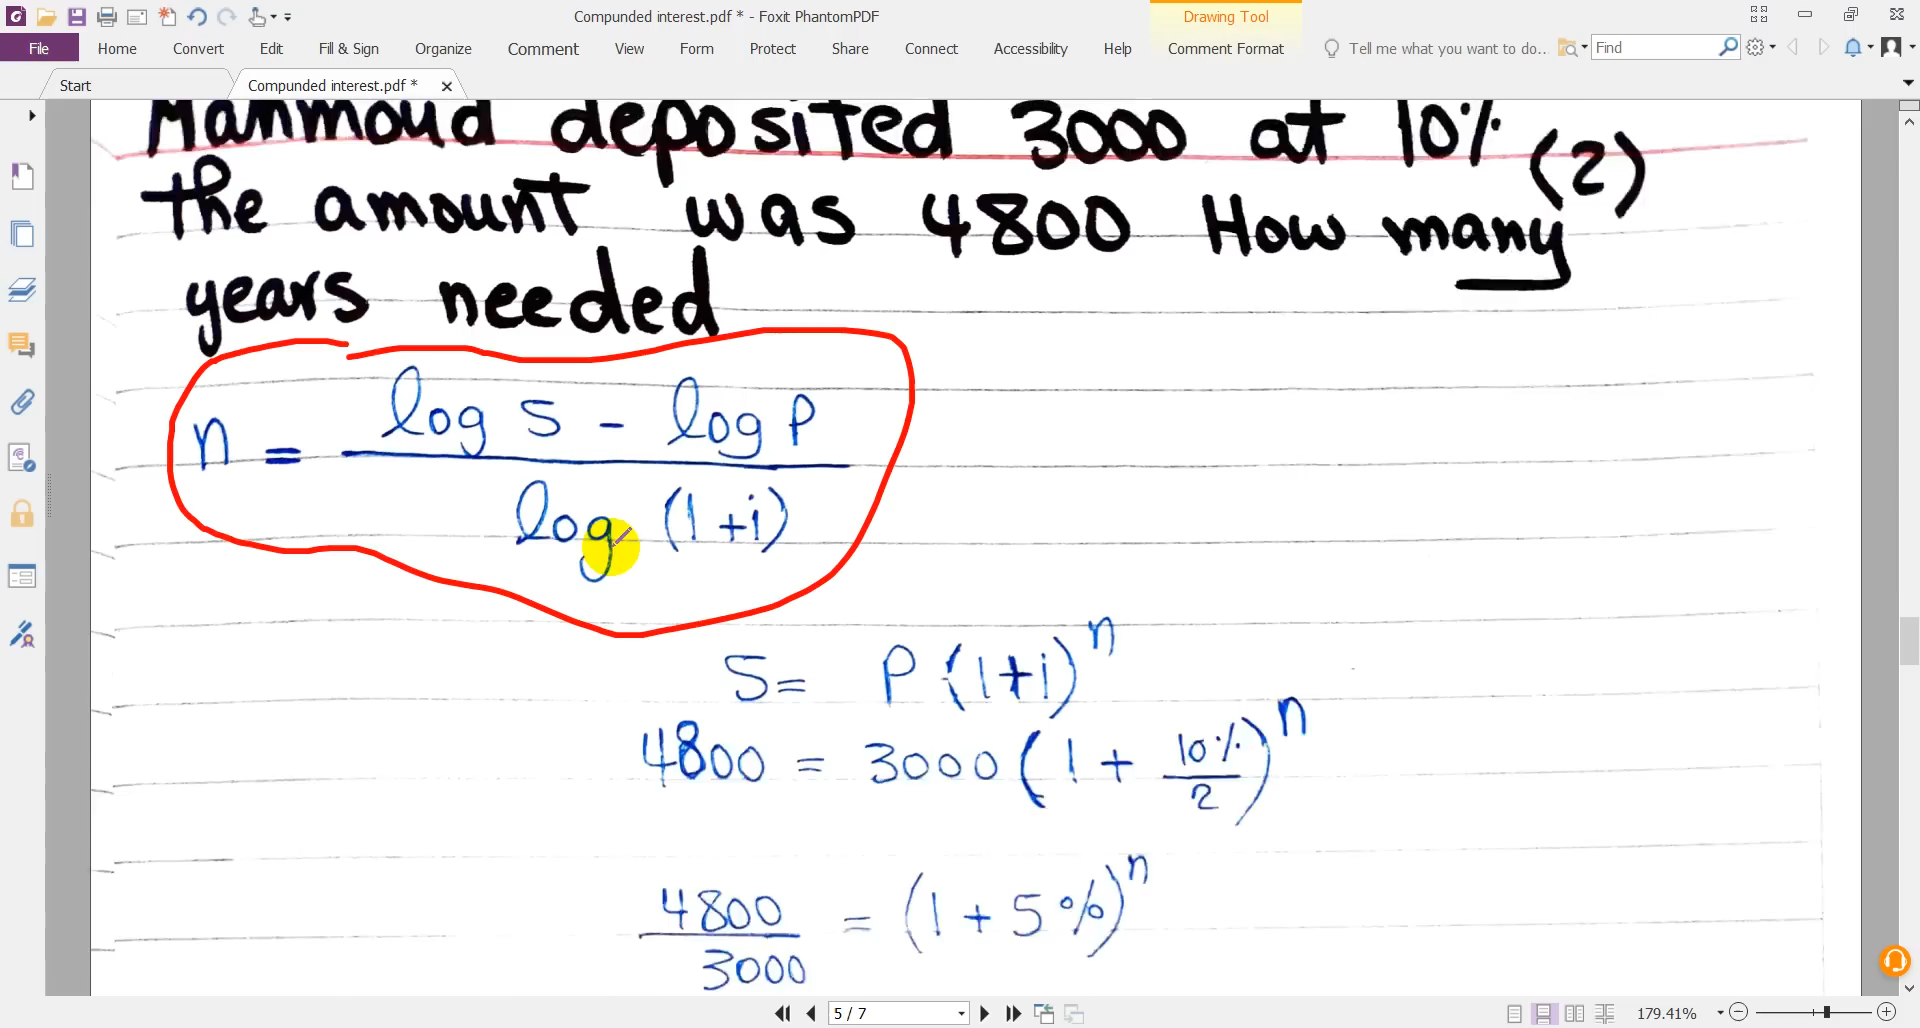 Compunded interest.pdf * - Foxit PhantomPDF
Drawing Tool
File Home Convert Edit Fill & Sign Organize Comment View Form Protect Share Connect Accessibility Help Comment Format Tell me what you want to do... Find
Start Compunded interest.pdf *
Mahmoud deposited 3000 at 10% (2)
the amount was 4800 How many
years needed
n = log S - log P
log (1 + i)
S = P (1 + i)^n
4800 = 3000 (1 + 10%/2)^n
4800/3000 = (1 + 5%)^n
5 / 7 179.41%